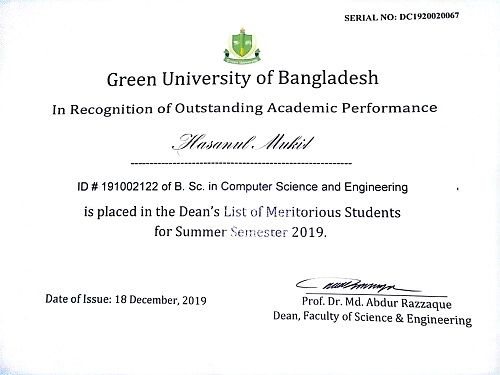 SERIAL NO: DC1920020067
Green University of Bangladesh
In Recognition of Outstanding Academic Performance
Hasanul Mukit
ID # 191002122 of B. Sc. in Computer Science and Engineering
is placed in the Dean's List of Meritorious Students
for Summer Semester 2019.
Date of Issue: 18 December, 2019
Prof. Dr. Md. Abdur Razzaque
Dean, Faculty of Science & Engineering